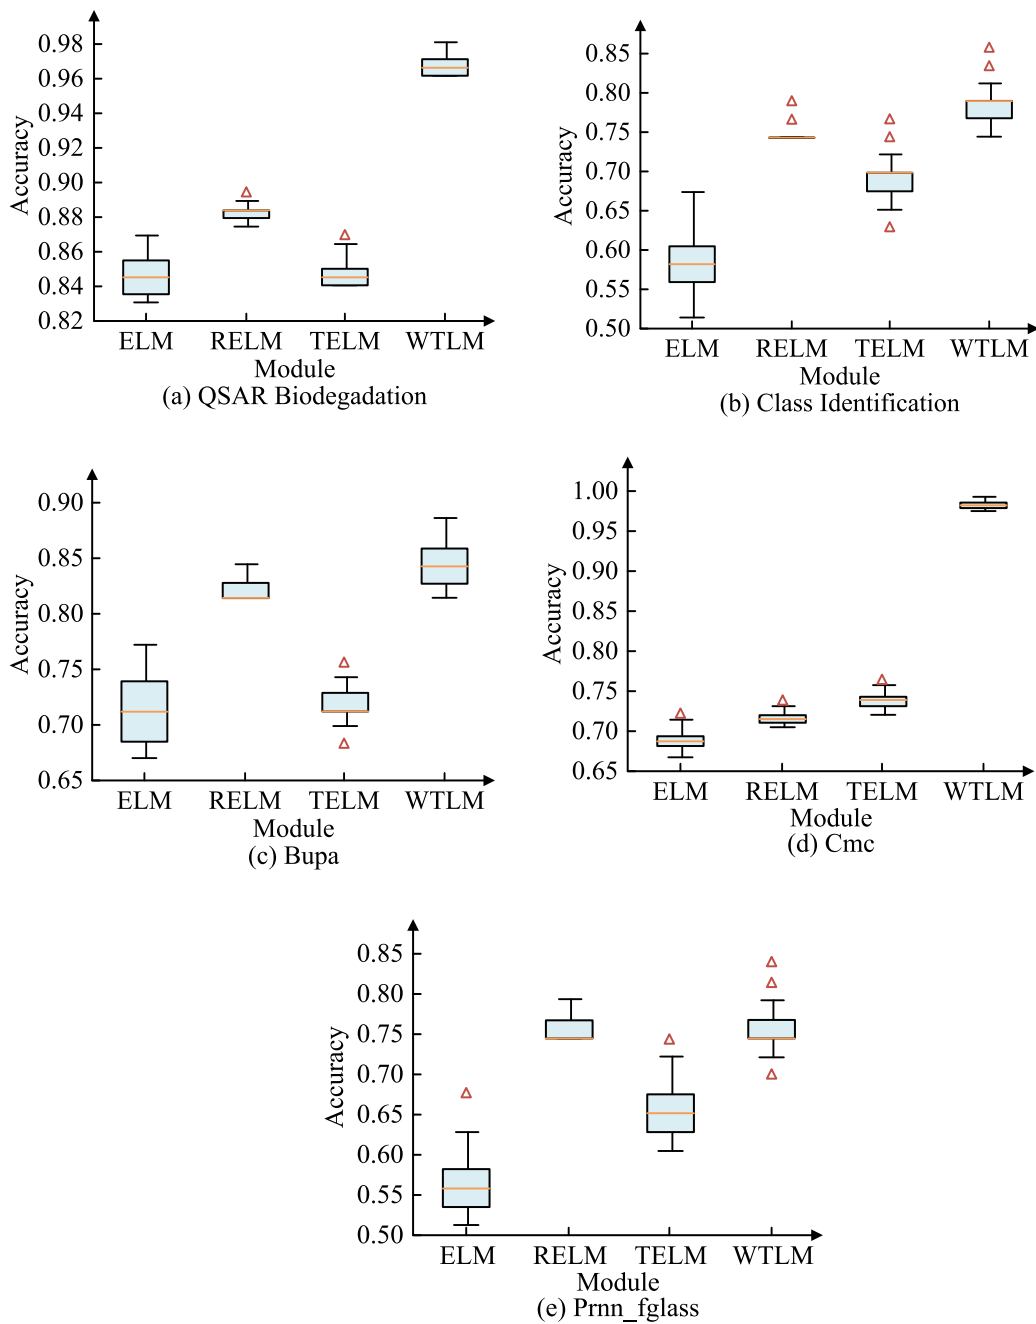 Accuracy
0.98
0.96
0.94
0.92
0.90
0.88
0.86
0.84
0.82
ELM RELM TELM WTLM
Module
(a) QSAR Biodegadation
Accuracy
0.85
0.80
0.75
0.70
0.65
0.60
0.55
0.50
ELM RELM TELM WTLM
Module
(b) Class Identification
Accuracy
0.90
0.85
0.80
0.75
0.70
0.65
ELM RELM TELM WTLM
Module
(c) Bupa
Accuracy
1.00
0.95
0.90
0.85
0.80
0.75
0.70
0.65
ELM RELM TELM WTLM
Module
(d) Cmc
Accuracy
0.85
0.80
0.75
0.70
0.65
0.60
0.55
0.50
ELM RELM TELM WTLM
Module
(e) Prnn_fglass